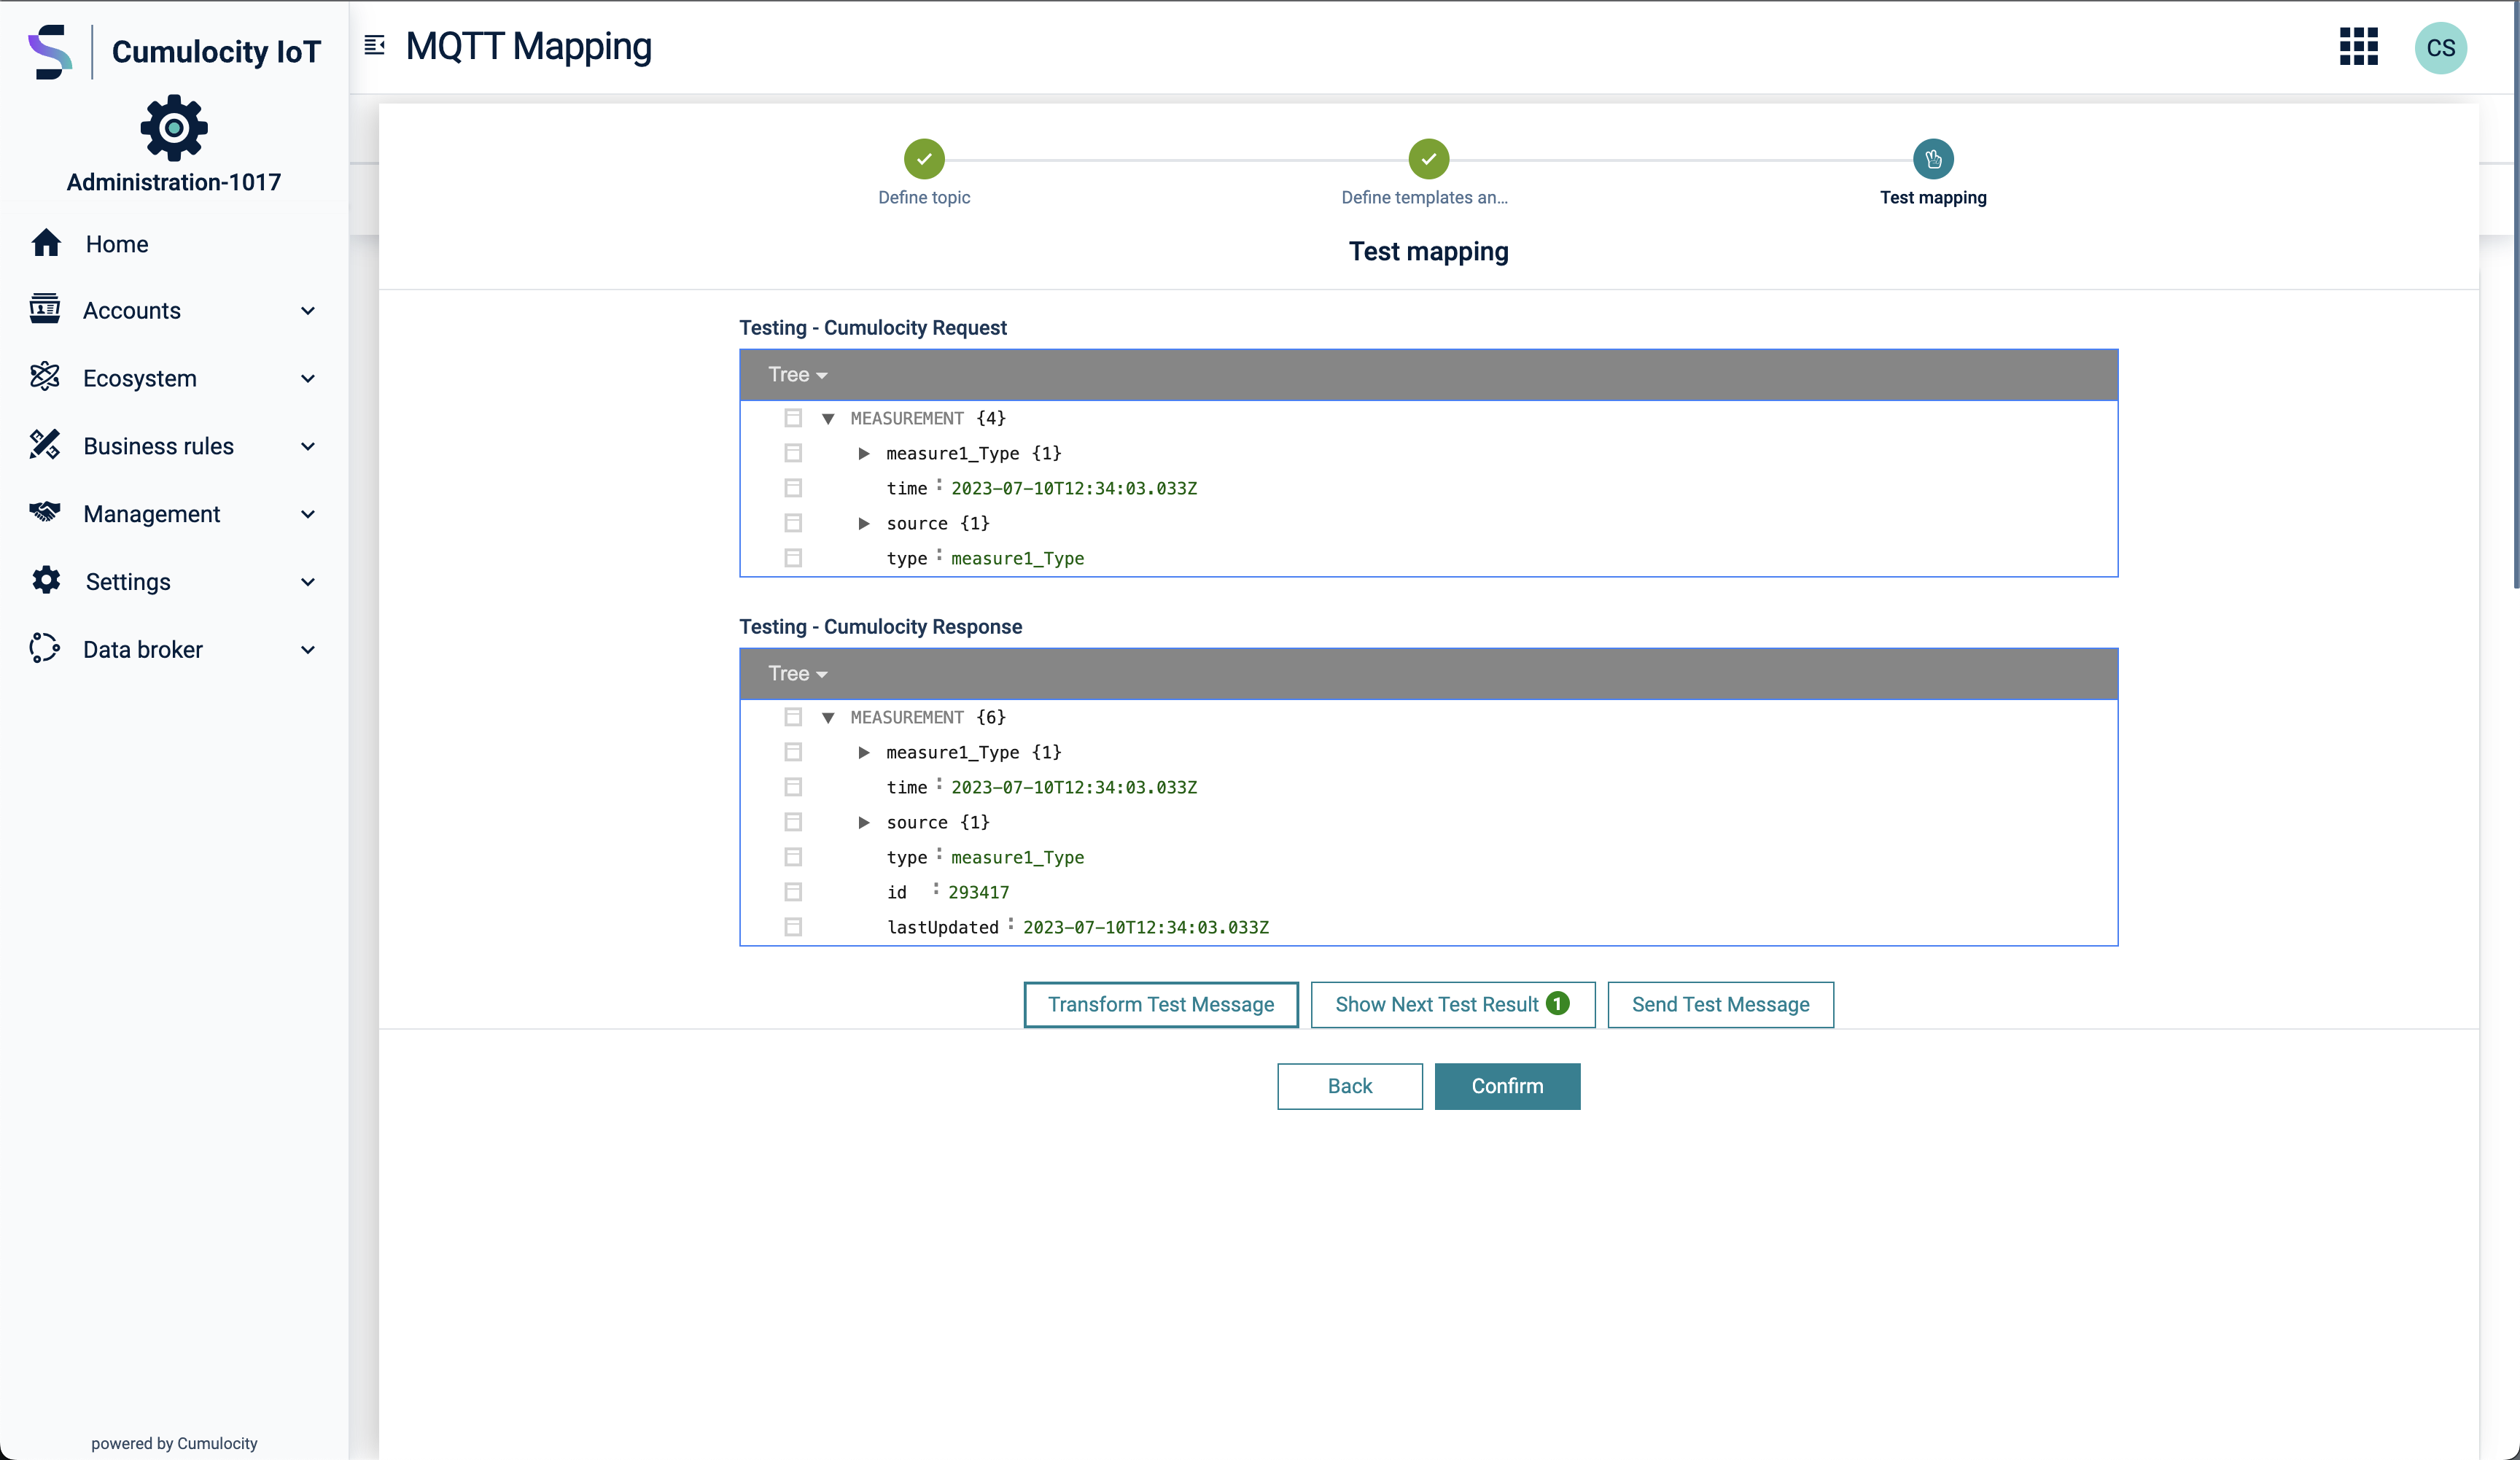 Cumulocity IoT
MQTT Mapping
CS
Administration-1017
Home
Accounts
Ecosystem
Business rules
Management
Settings
Data broker
powered by Cumulocity
Define topic
Define templates an...
Test mapping
Test mapping
Testing - Cumulocity Request
Tree
MEASUREMENT {4}
measure1_Type {1}
time : 2023-07-10T12:34:03.033Z
source {1}
type : measure1_Type
Testing - Cumulocity Response
Tree
MEASUREMENT {6}
measure1_Type {1}
time : 2023-07-10T12:34:03.033Z
source {1}
type : measure1_Type
id : 293417
lastUpdated : 2023-07-10T12:34:03.033Z
Transform Test Message
Show Next Test Result 1
Send Test Message
Back
Confirm